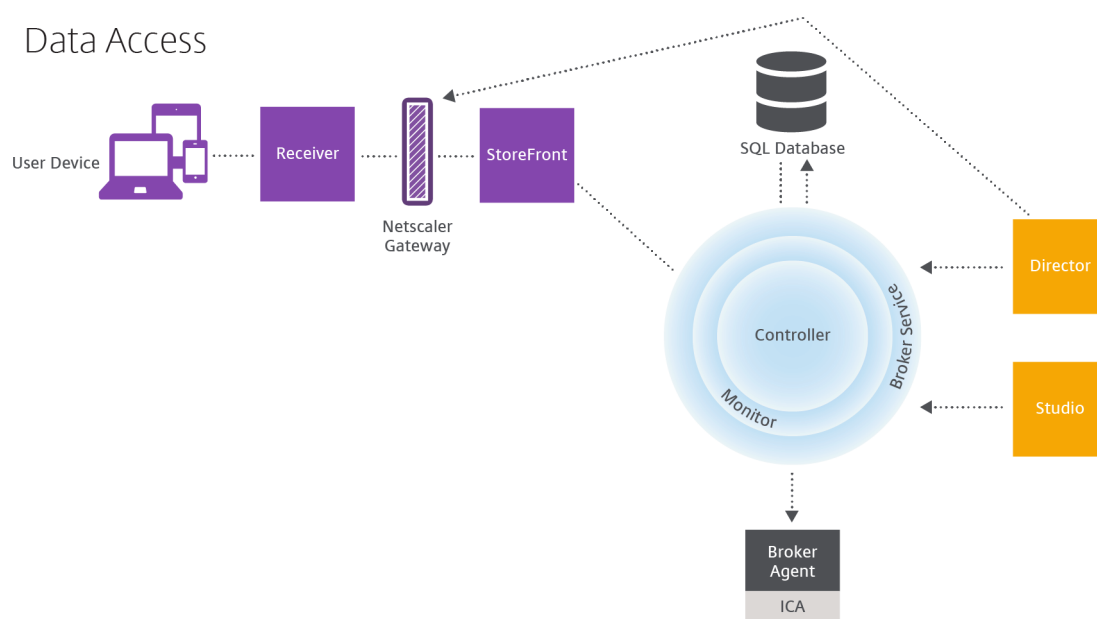 Data Access
User Device
Receiver
Netscaler
Gateway
StoreFront
SQL Database
Controller
Monitor
Broker Service
Director
Studio
Broker
Agent
ICA